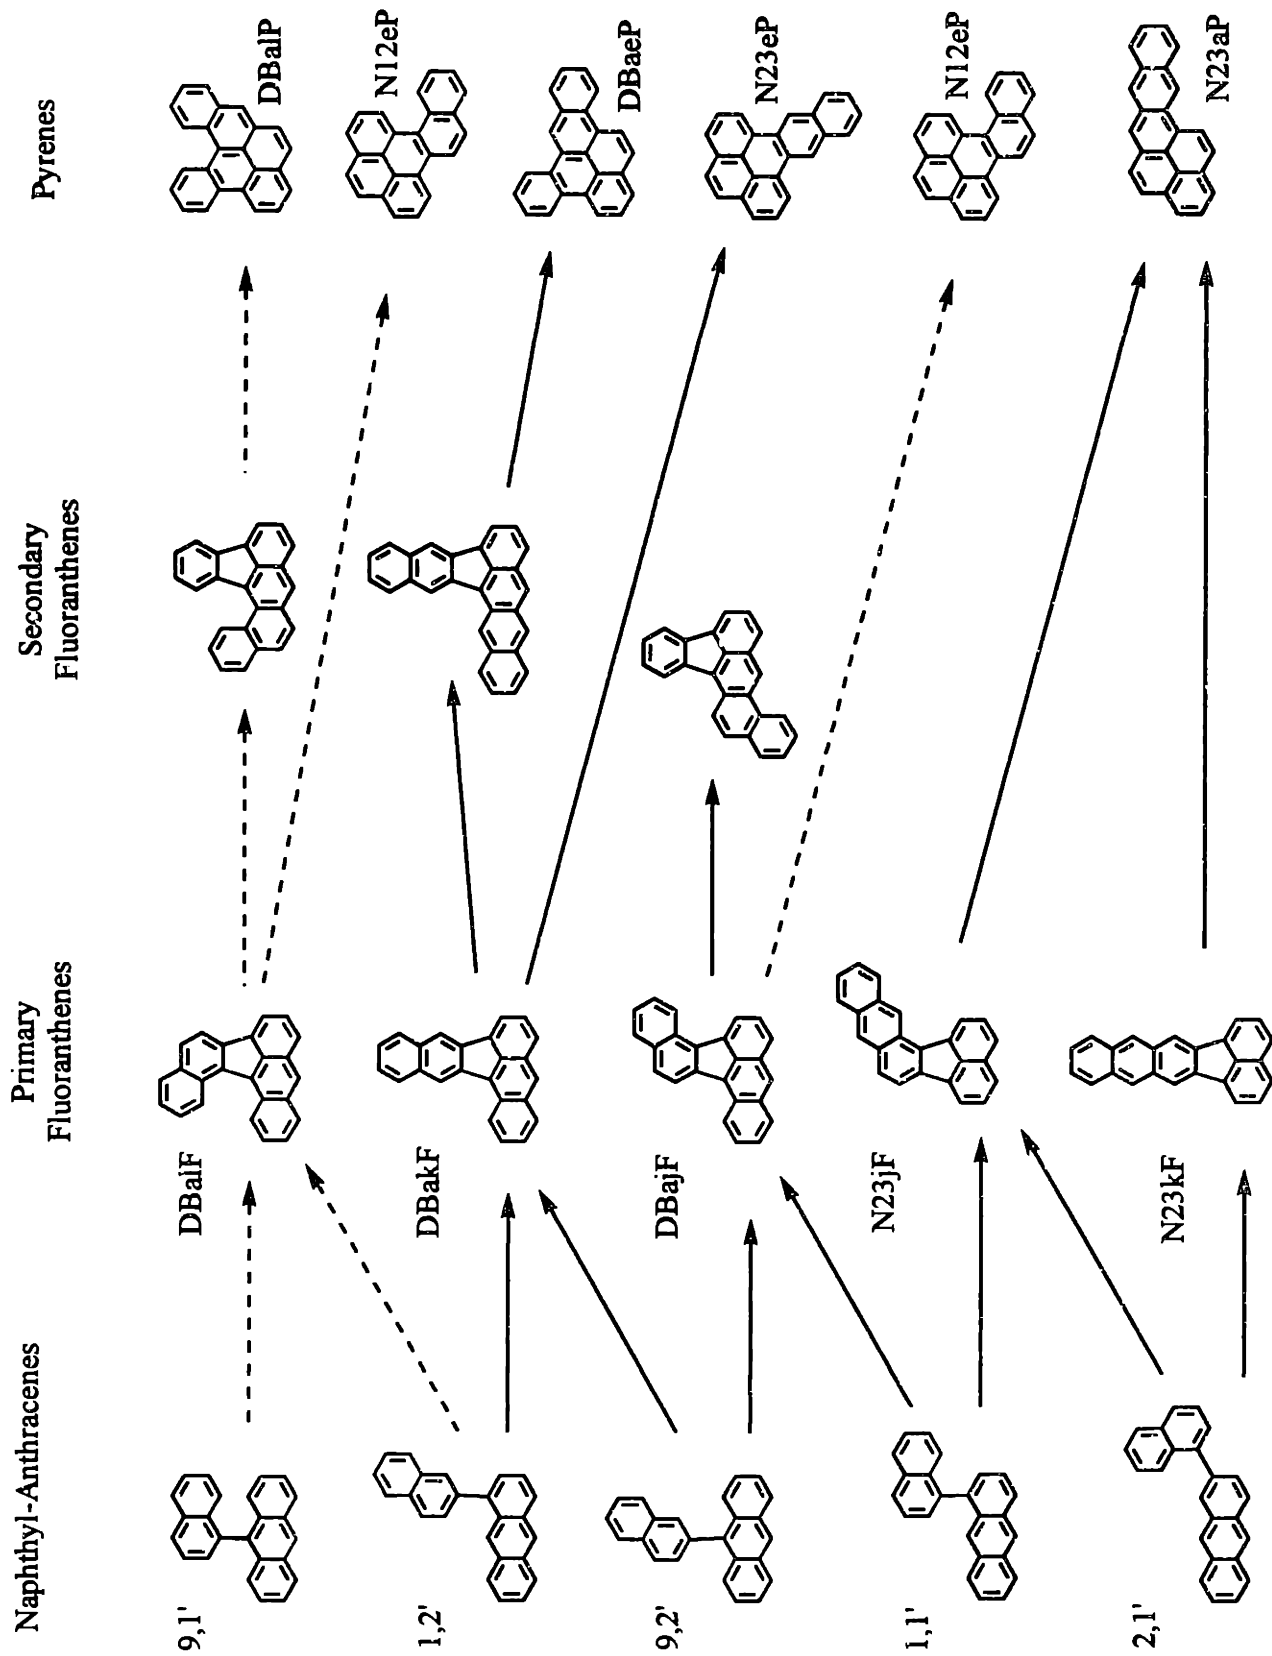 Naphthyl-Anthracenes
Primary
Fluoranthenes
Secondary
Fluoranthenes
Pyrenes
9,1'
DBalF
DBalP
N12eP
1,2'
DBakF
DBaeP
9,2'
DBajF
N23eP
1,1'
N23jF
N12eP
2,1'
N23kF
N23aP